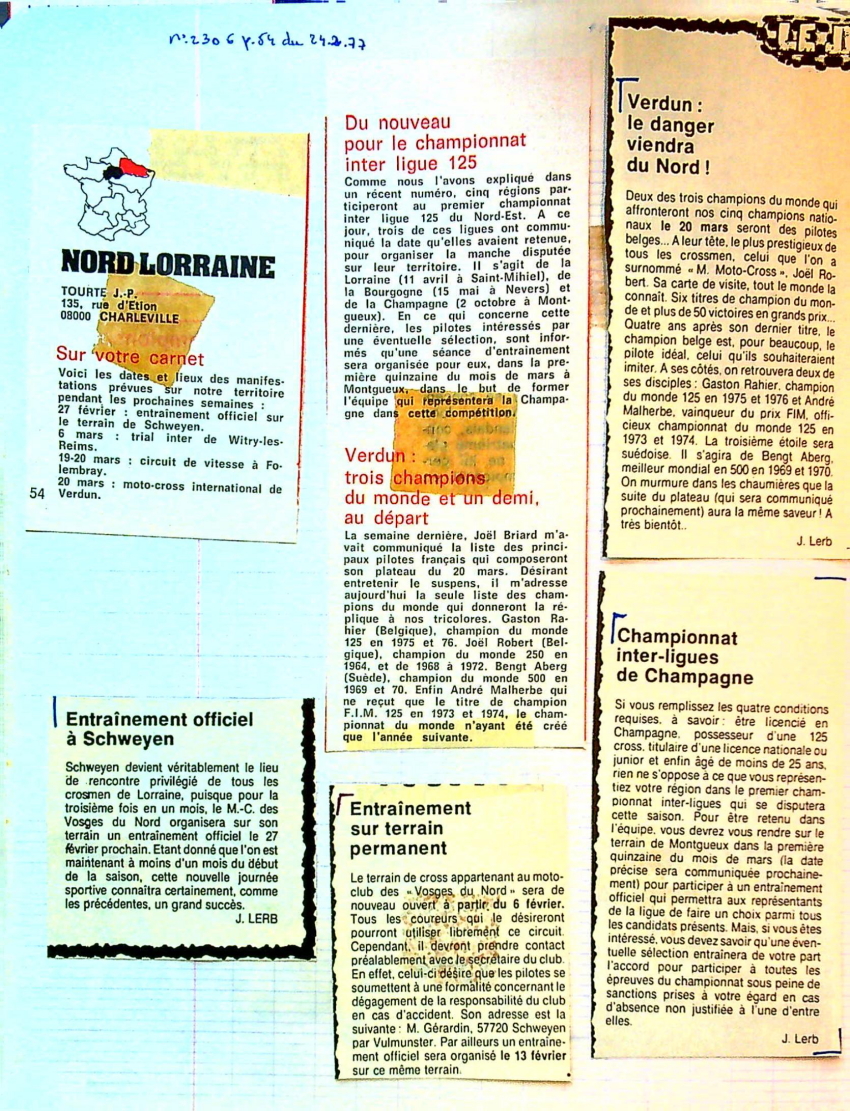 n°.2306 p.54 du 24.2.77
NORD LORRAINE
TOURTE J.-P.
135, rue d'Etion
08000 CHARLEVILLE
Sur votre carnet
Voici les dates et lieux des manifes-
tations prévues sur notre territoire
pendant les prochaines semaines :
27 février : entrainement officiel sur
le terrain de Schweyen.
6 mars : trial inter de Witry-les-
Reims.
19-20 mars : circuit de vitesse à Fo-
lembray.
20 mars : moto-cross international de
Verdun.
54
Entraînement officiel
à Schweyen
Schweyen devient véritablement le lieu
de rencontre privilégié de tous les
crosmen de Lorraine, puisque pour la
troisième fois en un mois, le M.-C. des
Vosges du Nord organisera sur son
terrain un entraînement officiel le 27
février prochain. Etant donné que l'on est
maintenant à moins d'un mois du début
de la saison, cette nouvelle journée
sportive connaîtra certainement, comme
les précédentes, un grand succès.
J. LERB
Du nouveau
pour le championnat
inter ligue 125
Comme nous l'avons expliqué dans
un récent numéro, cinq régions par-
ticiperont au premier championnat
inter ligue 125 du Nord-Est. A ce
jour, trois de ces ligues ont commu-
niqué la date qu'elles avaient retenue,
pour organiser la manche disputée
sur leur territoire. Il s'agit de la
Lorraine (11 avril à Saint-Mihiel), de
la Bourgogne (15 mai à Nevers) et
de la Champagne (2 octobre à Mont-
gueux). En ce qui concerne cette
dernière, les pilotes intéressés par
une éventuelle sélection, sont infor-
més qu'une séance d'entrainement
sera organisée pour eux, dans la pre-
mière quinzaine du mois de mars à
Montgueux, dans le but de former
l'équipe qui représentera la Champa-
gne dans cette compétition.
Verdun :
trois champions
du monde et un demi,
au départ
La semaine dernière, Joël Briard m'a-
vait communiqué la liste des princi-
paux pilotes français qui composeront
son plateau du 20 mars. Désirant
entretenir le suspens, il m'adresse
aujourd'hui la seule liste des cham-
pions du monde qui donneront la ré-
plique à nos tricolores. Gaston Ra-
hier (Belgique), champion du monde
125 en 1975 et 76. Joël Robert (Bel-
gique), champion du monde 250 en
1964, et de 1968 à 1972. Bengt Aberg
(Suède), champion du monde 500 en
1969 et 70. Enfin André Malherbe qui
ne reçut que le titre de champion
F.I.M. 125 en 1973 et 1974, le cham-
pionnat du monde n'ayant été créé
que l'année suivante.
Entraînement
sur terrain
permanent
Le terrain de cross appartenant au moto-
club des « Vosges du Nord » sera de
nouveau ouvert à partir du 6 février.
Tous les coureurs qui le désireront
pourront utiliser librement ce circuit.
Cependant, il devront prendre contact
préalablement avec le secrétaire du club.
En effet, celui-ci désire que les pilotes se
soumettent à une formalité concernant le
dégagement de la responsabilité du club
en cas d'accident. Son adresse est la
suivante : M. Gérardin, 57720 Schweyen
par Vulmunster. Par ailleurs un entraîne-
ment officiel sera organisé le 13 février
sur ce même terrain.
Verdun :
le danger
viendra
du Nord !
Deux des trois champions du monde qui
affronteront nos cinq champions natio-
naux le 20 mars seront des pilotes
belges... A leur tête, le plus prestigieux de
tous les crossmen, celui que l'on a
surnommé « M. Moto-Cross », Joël Ro-
bert. Sa carte de visite, tout le monde la
connaît. Six titres de champion du mon-
de et plus de 50 victoires en grands prix...
Quatre ans après son dernier titre, le
champion belge est, pour beaucoup, le
pilote idéal, celui qu'ils souhaiteraient
imiter. A ses côtés, on retrouvera deux de
ses disciples : Gaston Rahier, champion
du monde 125 en 1975 et 1976 et André
Malherbe, vainqueur du prix FIM, offi-
cieux championnat du monde 125 en
1973 et 1974. La troisième étoile sera
suédoise. Il s'agira de Bengt Aberg,
meilleur mondial en 500 en 1969 et 1970.
On murmure dans les chaumières que la
suite du plateau (qui sera communiqué
prochainement) aura la même saveur ! A
très bientôt..
J. Lerb
Championnat
inter-ligues
de Champagne
Si vous remplissez les quatre conditions
requises, à savoir : être licencié en
Champagne, possesseur d'une 125
cross, titulaire d'une licence nationale ou
junior et enfin âgé de moins de 25 ans,
rien ne s'oppose à ce que vous représen-
tiez votre région dans le premier cham-
pionnat inter-ligues qui se disputera
cette saison. Pour être retenu dans
l'équipe, vous devrez vous rendre sur le
terrain de Montgueux dans la première
quinzaine du mois de mars (la date
précise sera communiquée prochaine-
ment) pour participer à un entraînement
officiel qui permettra aux représentants
de la ligue de faire un choix parmi tous
les candidats présents. Mais, si vous êtes
intéressé, vous devez savoir qu'une éven-
tuelle sélection entraînera de votre part
l'accord pour participer à toutes les
épreuves du championnat sous peine de
sanctions prises à votre égard en cas
d'absence non justifiée à l'une d'entre
elles.
J. Lerb